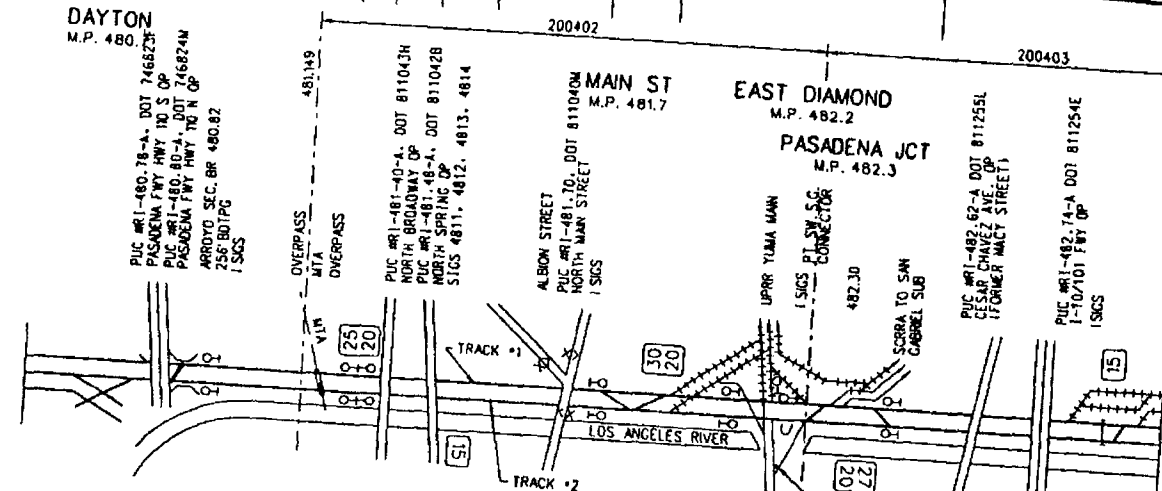 DAYTON
M.P. 480.
200402
200403
481.149
MAIN ST
M.P. 481.7
EAST DIAMOND
M.P. 482.2
PASADENA JCT
M.P. 482.3
PUC #RI-480.78-A, DOT 746823F
PASADENA FWY HWY 110 S OP
PUC #RI-480.80-A, DOT 746824M
PASADENA FWY HWY 110 N OP
ARROYO SEC. BR 480.82
256' BDTPG
I SGS
OVERPASS
MTA
OVERPASS
PUC #RI-481-40-A, DOT 811043H
NORTH BROADWAY OP
PUC #RI-481.48-A, DOT 811042B
NORTH SPRING OP
SIGS 4811, 4812, 4813, 4814
ALBION STREET
PUC #RI-481.70, DOT 811040M
NORTH MAIN STREET
I SIGS
UPRR YUMA MAIN
I SIGS
PT SW S.G.
CONNECTOR
482.30
SCRRA TO SAN
GABRIEL SUB
PUC #RI-482.62-A DOT 811255L
CESAR CHAVEZ AVE. OP
(FORMER MACY STREET)
PUC #RI-482.74-A DOT 811254E
I-10/101 FWY OP
I SIGS
MTA
25
20
TRACK #1
30
20
15
LOS ANGELES RIVER
15
TRACK #2
27
20